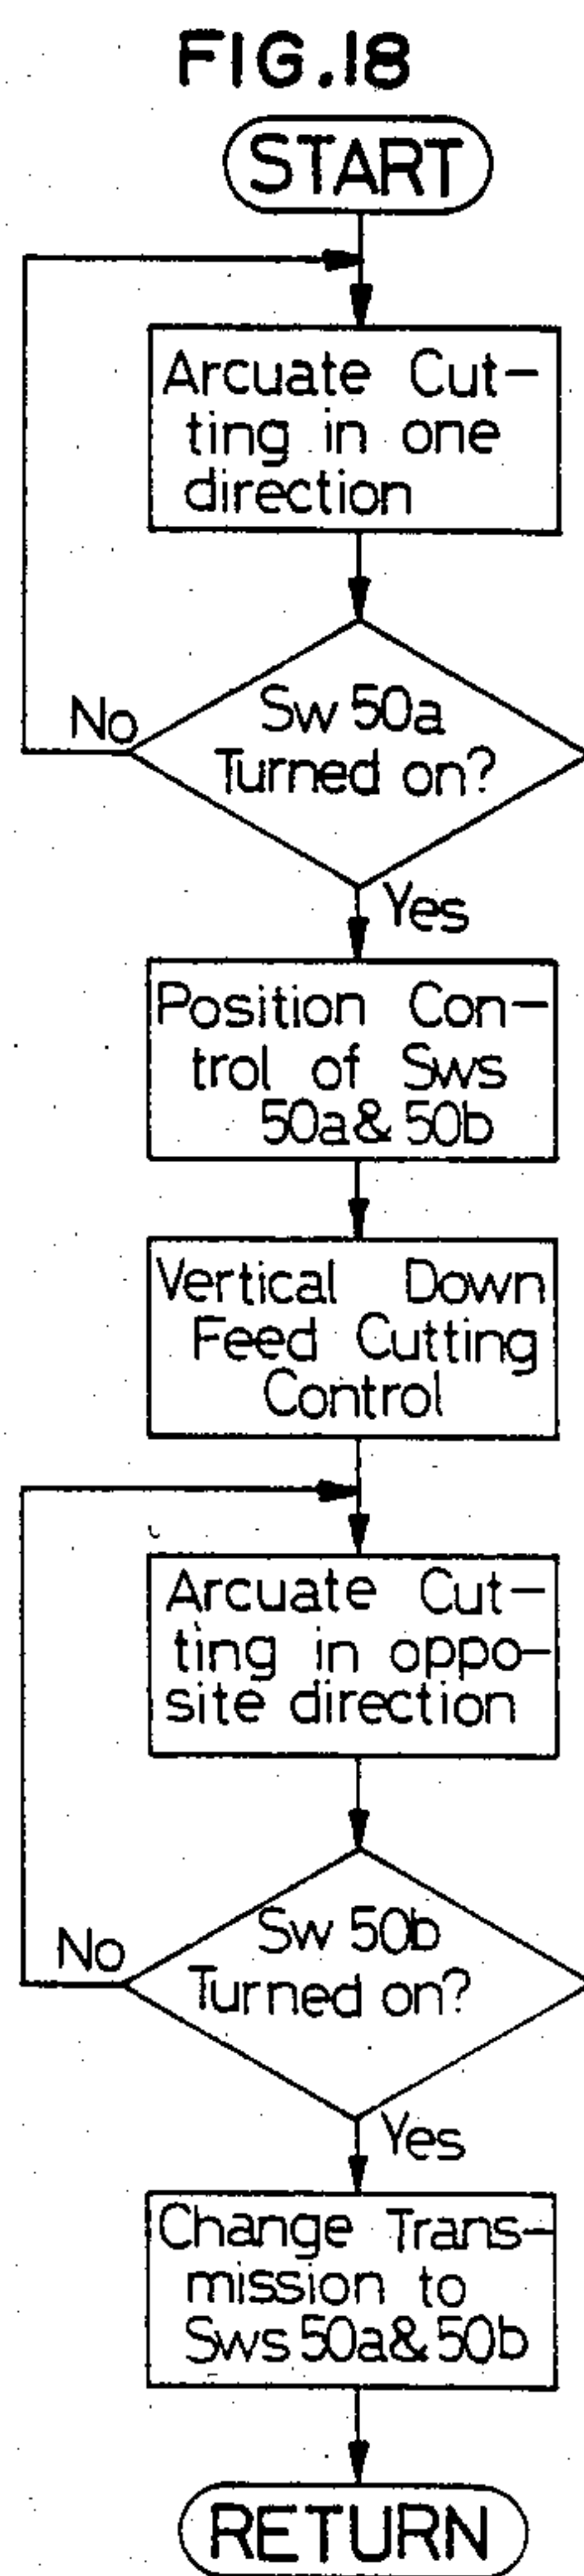 FIG.18
START
Arcuate Cut-
ting in one
direction
No
Sw 50a
Turned on?
Yes
Position Con-
trol of Sws
50a & 50b
Vertical Down
Feed Cutting
Control
Arcuate Cut-
ting in oppo-
site direction
No
Sw 50b
Turned on?
Yes
Change Trans-
mission to
Sws 50a & 50b
RETURN